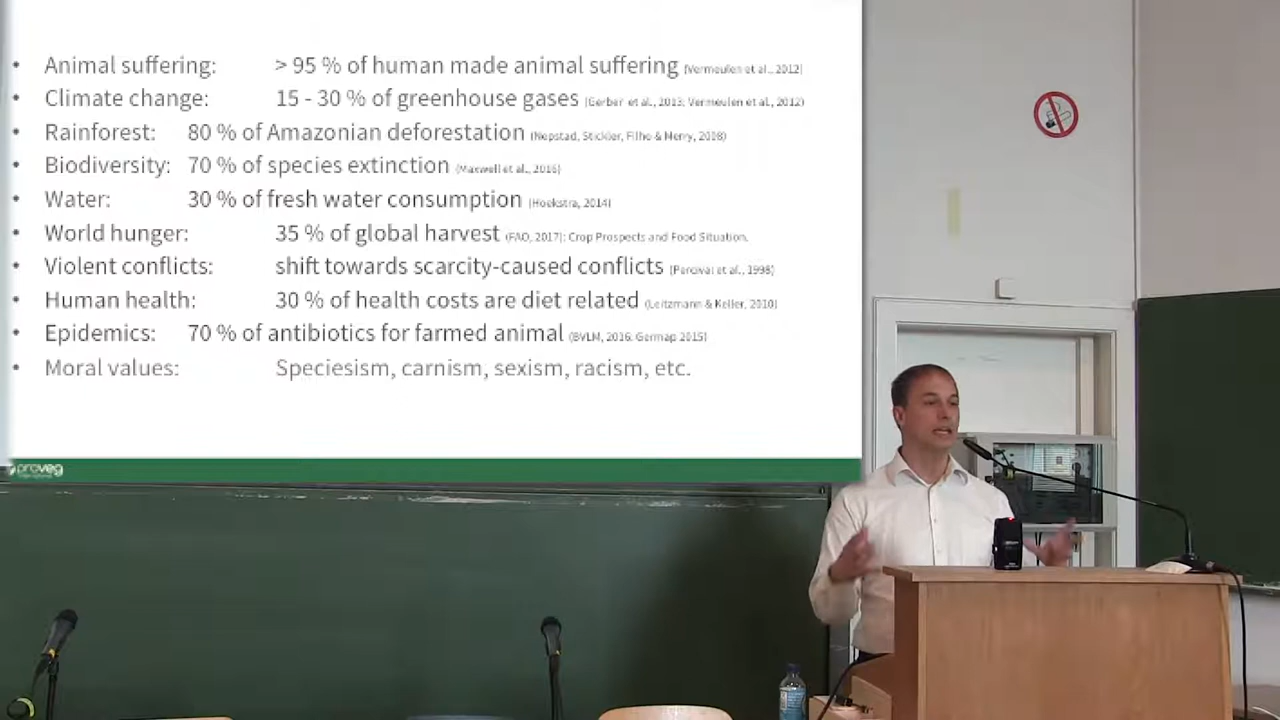 • Animal suffering: > 95 % of human made animal suffering (Vermeulen et al., 2012)
• Climate change: 15 - 30 % of greenhouse gases (Gerber et al., 2013; Vermeulen et al., 2012)
• Rainforest: 80 % of Amazonian deforestation (Nepstad, Stickler, Filho & Merry, 2008)
• Biodiversity: 70 % of species extinction (Maxwell et al., 2016)
• Water: 30 % of fresh water consumption (Hoekstra, 2014)
• World hunger: 35 % of global harvest (FAO, 2017): Crop Prospects and Food Situation.
• Violent conflicts: shift towards scarcity-caused conflicts (Percival et al., 1998)
• Human health: 30 % of health costs are diet related (Leitzmann & Keller, 2010)
• Epidemics: 70 % of antibiotics for farmed animal (BVLM, 2016; Germap 2015)
• Moral values: Speciesism, carnism, sexism, racism, etc.
proveg
international